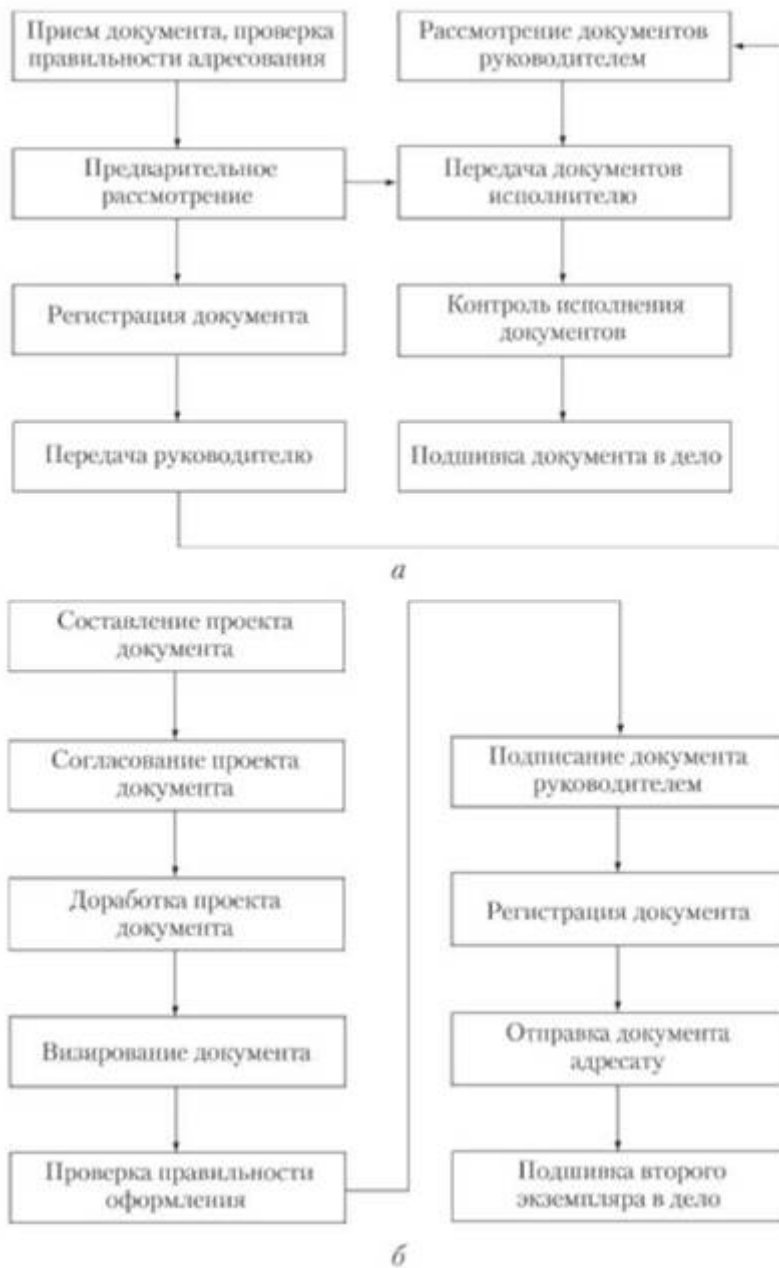 Прием документа, проверка
правильности адресования
Предварительное
рассмотрение
Регистрация документа
Передача руководителю
Рассмотрение документов
руководителем
Передача документов
исполнителю
Контроль исполнения
документов
Подшивка документа в дело
а
Составление проекта
документа
Согласование проекта
документа
Доработка проекта
документа
Визирование документа
Проверка правильности
оформления
Подписание документа
руководителем
Регистрация документа
Отправка документа
адресату
Подшивка второго
экземпляра в дело
б